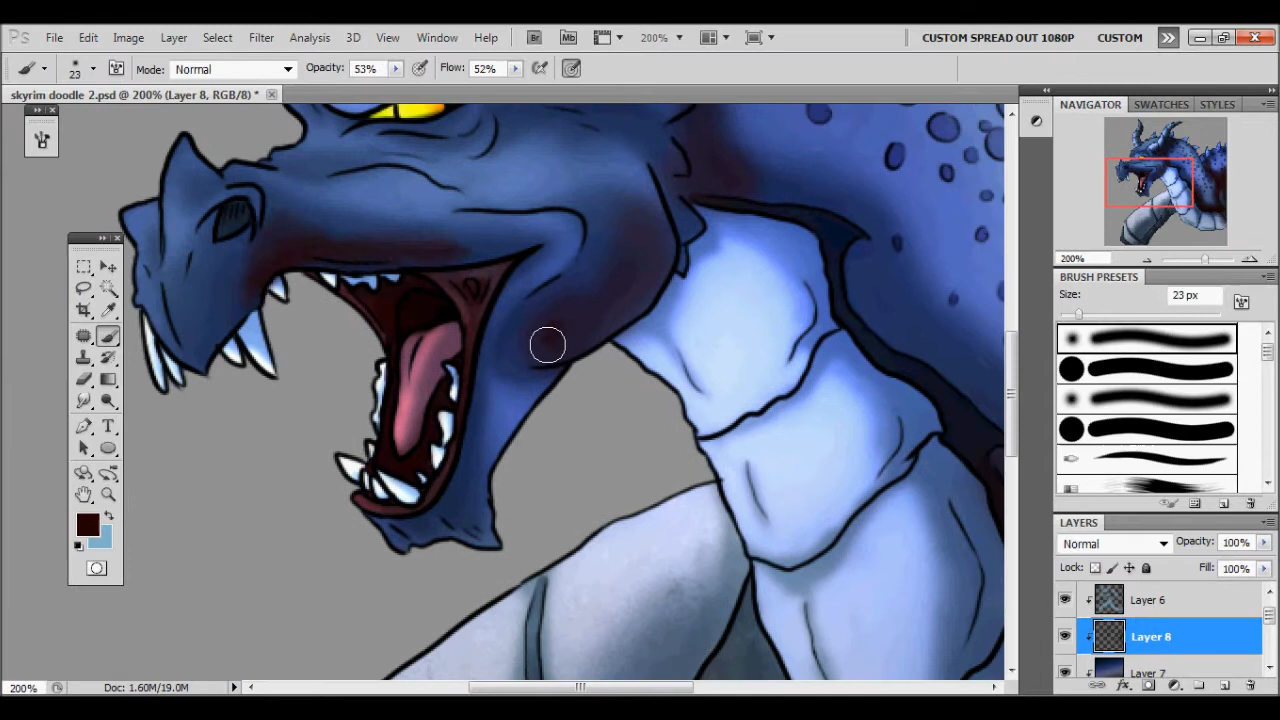 Ps File Edit Image Layer Select Filter Analysis 3D View Window Help Br Mb 200% CUSTOM SPREAD OUT 1080P CUSTOM
23 Mode: Normal Opacity: 53% Flow: 52%
skyrim doodle 2.psd @ 200% (Layer 8, RGB/8) *
NAVIGATOR SWATCHES STYLES
200%
BRUSH PRESETS
Size: 23 px
LAYERS
Normal Opacity: 100%
Lock: Fill: 100%
Layer 6
Layer 8
Layer 7
200% Doc: 1.60M/19.0M